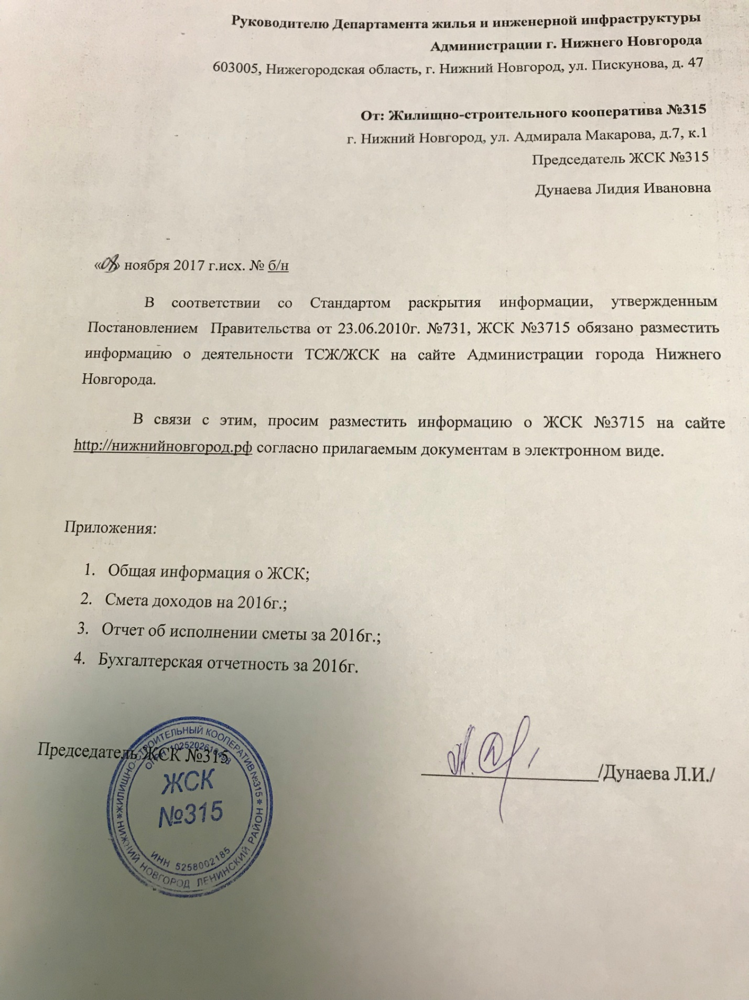 Руководителю Департамента жилья и инженерной инфраструктуры
Администрации г. Нижнего Новгорода
603005, Нижегородская область, г. Нижний Новгород, ул. Пискунова, д. 47
От: Жилищно-строительного кооператива №315
г. Нижний Новгород, ул. Адмирала Макарова, д.7, к.1
Председатель ЖСК №315
Дунаева Лидия Ивановна
«08» ноября 2017 г.исх. № б/н
В соответствии со Стандартом раскрытия информации, утвержденным
Постановлением Правительства от 23.06.2010г. №731, ЖСК №3715 обязано разместить
информацию о деятельности ТСЖ/ЖСК на сайте Администрации города Нижнего
Новгорода.
В связи с этим, просим разместить информацию о ЖСК №3715 на сайте
http://нижнийновгород.рф согласно прилагаемым документам в электронном виде.
Приложения:
1. Общая информация о ЖСК;
2. Смета доходов на 2016г.;
3. Отчет об исполнении сметы за 2016г.;
4. Бухгалтерская отчетность за 2016г.
Председатель ЖСК №315
/Дунаева Л.И./
ЖИЛИЩНО-СТРОИТЕЛЬНЫЙ КООПЕРАТИВ №315
ОГРН
ЖСК
№315
ИНН 5258002185
НИЖНИЙ НОВГОРОД ЛЕНИНСКИЙ РАЙОН